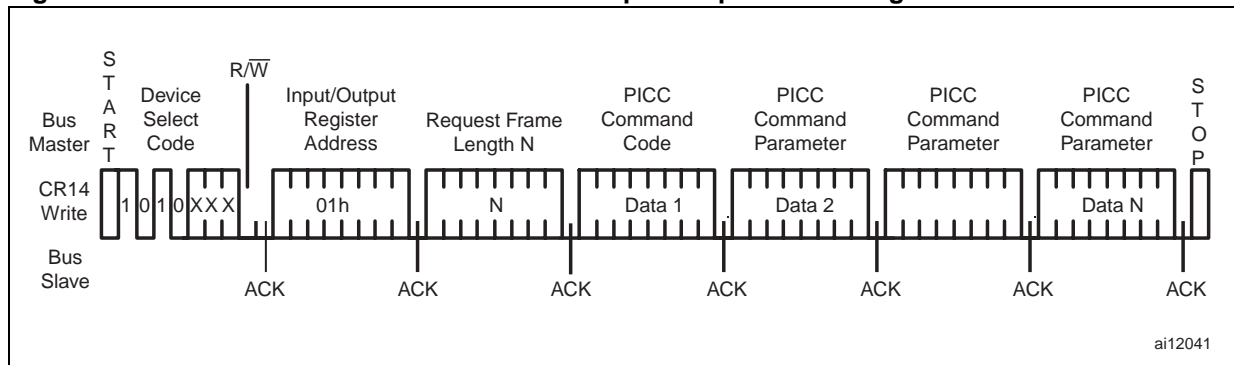 START
Bus Master
Device Select Code
R/W
Input/Output Register Address
Request Frame Length N
PICC Command Code
PICC Command Parameter
PICC Command Parameter
PICC Command Parameter
STOP
CR14 Write
1 0 1 0 X X X
01h
N
Data 1
Data 2
Data N
Bus Slave
ACK
ACK
ACK
ACK
ACK
ACK
ACK
ai12041